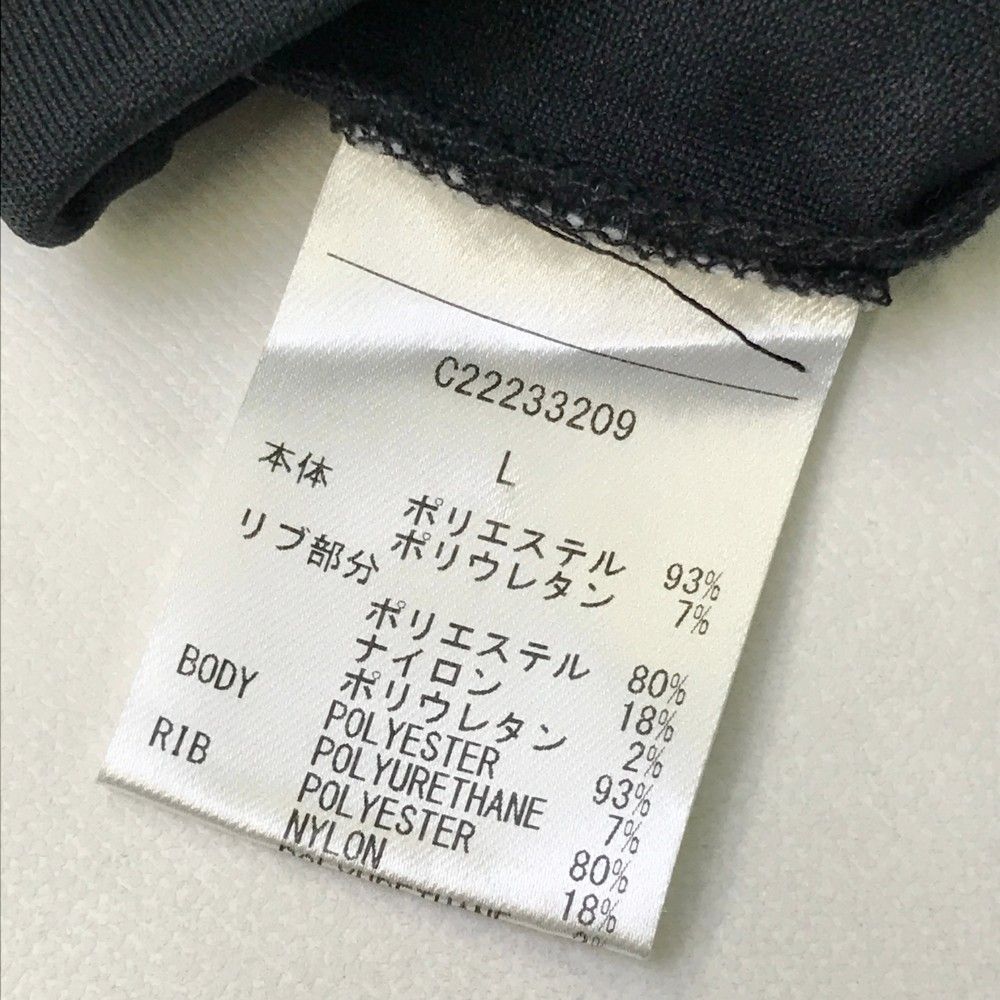 C22233209
L
本体
ポリエステル 93%
ポリウレタン 7%
リブ部分
ポリエステル 80%
ナイロン 18%
ポリウレタン 2%
BODY POLYESTER 93%
POLYURETHANE 7%
RIB POLYESTER 80%
NYLON 18%
POLYURETHANE 2%